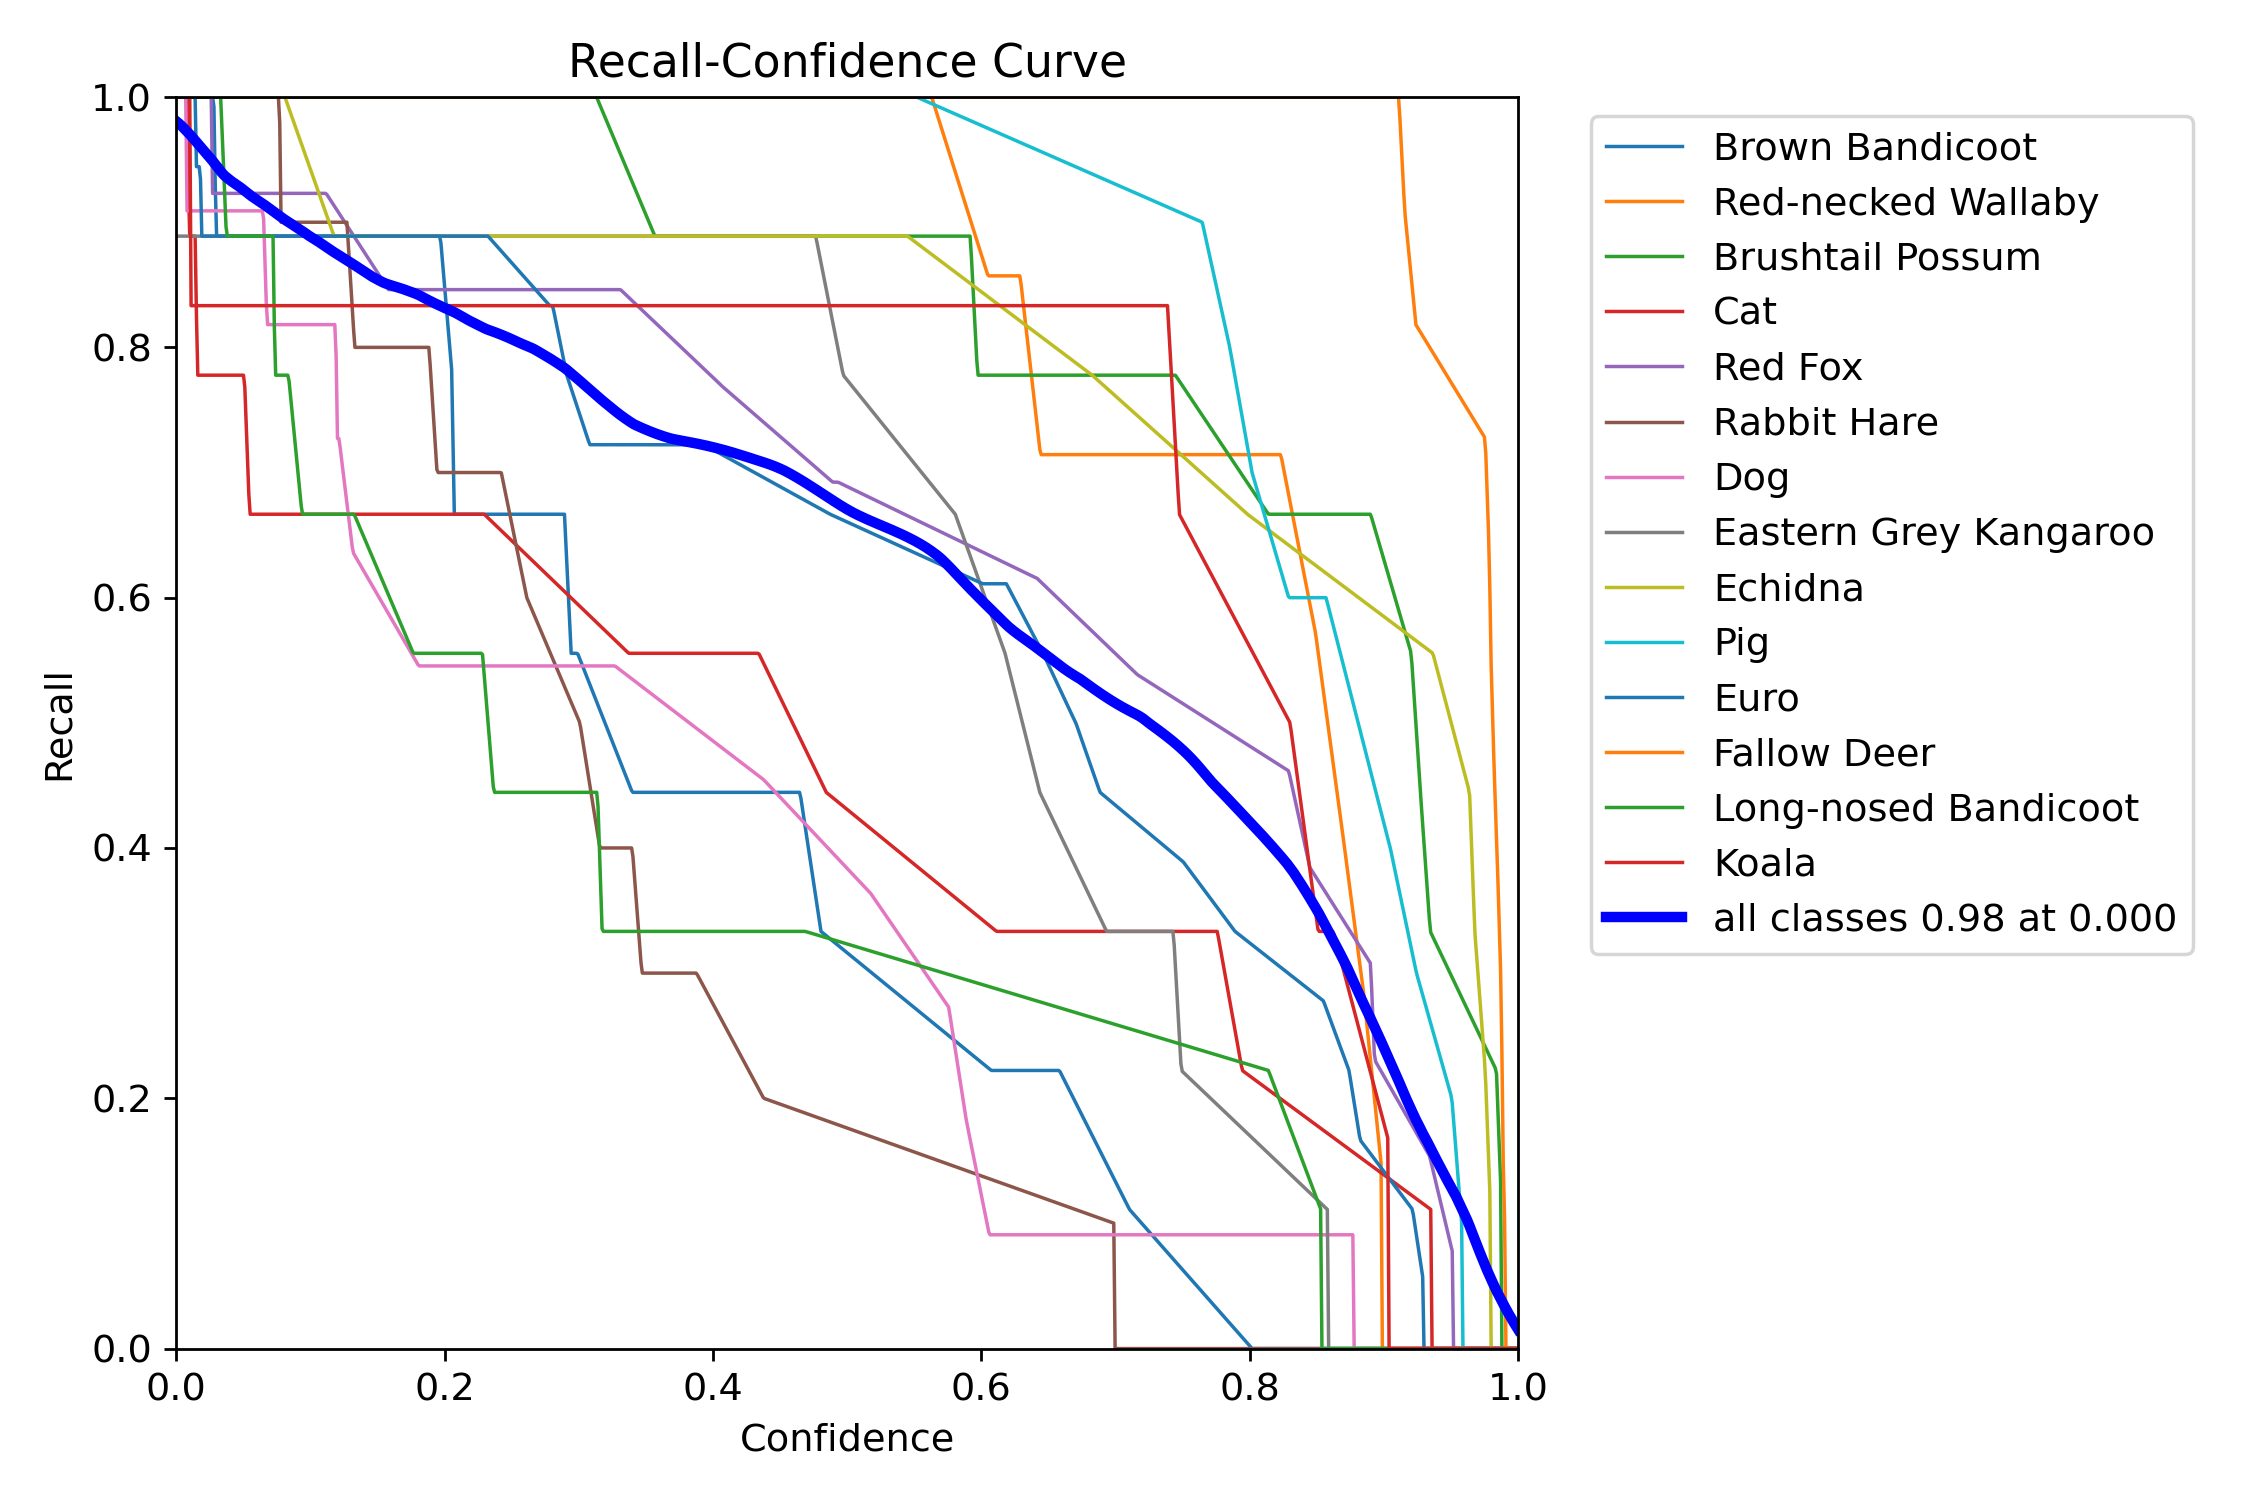 Recall-Confidence Curve
1.0
0.8
0.6
0.4
0.2
0.0
Recall
0.0 0.2 0.4 0.6 0.8 1.0
Confidence
Brown Bandicoot
Red-necked Wallaby
Brushtail Possum
Cat
Red Fox
Rabbit Hare
Dog
Eastern Grey Kangaroo
Echidna
Pig
Euro
Fallow Deer
Long-nosed Bandicoot
Koala
all classes 0.98 at 0.000